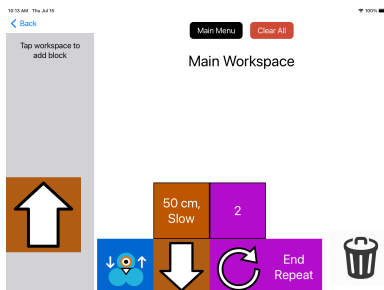 10:13 AM Thu Jul 15
100%
Back
Main Menu
Clear All
Tap workspace to
add block
Main Workspace
50 cm,
Slow
2
End
Repeat